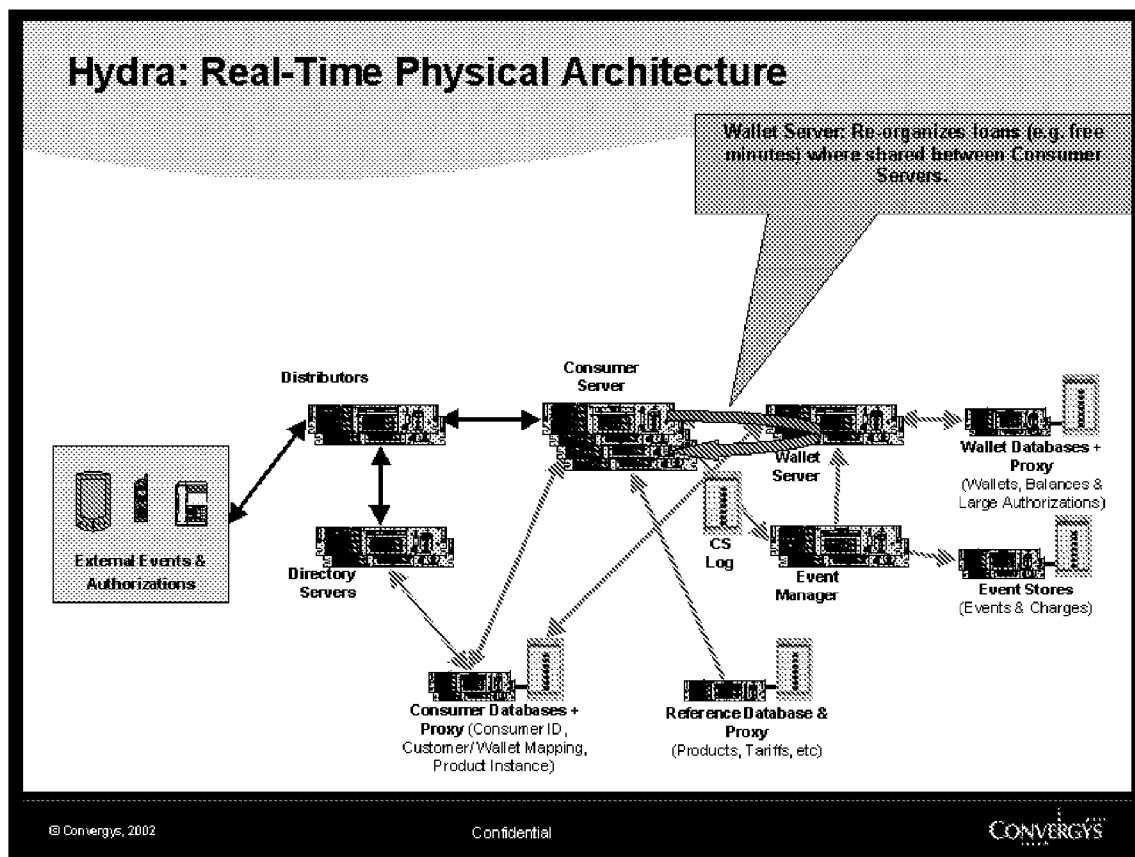 Hydra: Real-Time Physical Architecture
Wallet Server: Re-organizes loans (e.g. free
minutes) where shared between Consumer
Servers.
Distributors
Consumer
Server
Wallet
Server
Wallet Databases +
Proxy
(Wallets, Balances &
Large Authorizations)
External Events &
Authorizations
Directory
Servers
CS
Log
Event
Manager
Event Stores
(Events & Charges)
Consumer Databases +
Proxy (Consumer ID,
Customer/Wallet Mapping,
Product Instance)
Reference Database &
Proxy
(Products, Tariffs, etc)
© Convergys, 2002
Confidential
CONVERGYS